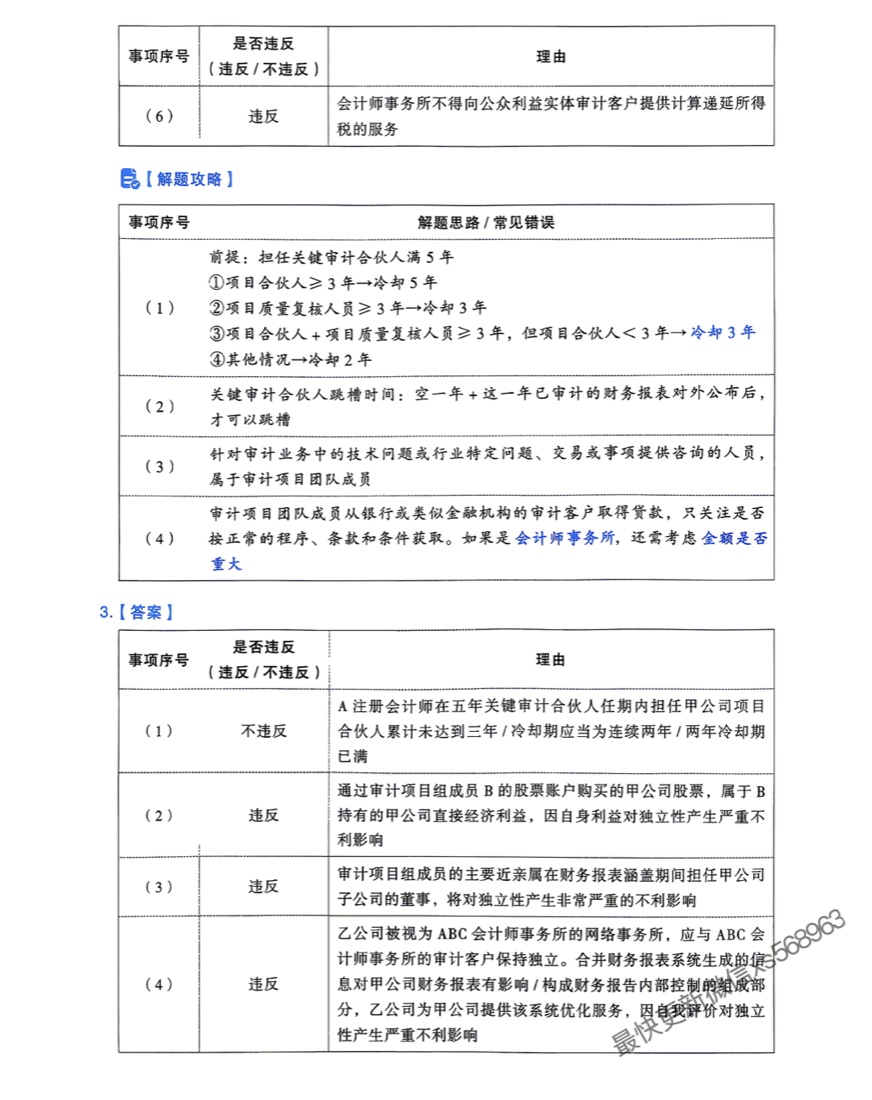 事项序号 是否违反 理由
（违反/不违反）
（6） 违反 会计师事务所不得向公众利益实体审计客户提供计算递延所得
税的服务
【解题攻略】
事项序号 解题思路/常见错误
（1） 前提：担任关键审计合伙人满5年
①项目合伙人≥3年→冷却5年
②项目质量复核人员≥3年→冷却3年
③项目合伙人+项目质量复核人员≥3年，但项目合伙人＜3年→冷却3年
④其他情况→冷却2年
（2） 关键审计合伙人跳槽时间：空一年+这一年已审计的财务报表对外公布后，
才可以跳槽
（3） 针对审计业务中的技术问题或行业特定问题、交易或事项提供咨询的人员，
属于审计项目团队成员
（4） 审计项目团队成员从银行或类似金融机构的审计客户取得贷款，只关注是否
按正常的程序、条款和条件获取。如果是会计师事务所，还需考虑金额是否
重大
3.【答案】
事项序号 是否违反 理由
（违反/不违反）
（1） 不违反 A注册会计师在五年关键审计合伙人任期内担任甲公司项目
合伙人累计未达到三年/冷却期应当为连续两年/两年冷却期
已满
（2） 违反 通过审计项目组成员B的股票账户购买的甲公司股票，属于B
持有的甲公司直接经济利益，因自身利益对独立性产生严重不
利影响
（3） 违反 审计项目组成员的主要近亲属在财务报表涵盖期间担任甲公司
子公司的董事，将对独立性产生非常严重的不利影响
（4） 违反 乙公司被视为ABC会计师事务所的网络事务所，应与ABC会
计师事务所的审计客户保持独立。合并财务报表系统生成的信
息对甲公司财务报表有影响/构成财务报告内部控制的组成部
分，乙公司为甲公司提供该系统优化服务，因自我评价对独立
性产生严重不利影响
最快更新微信xs568963